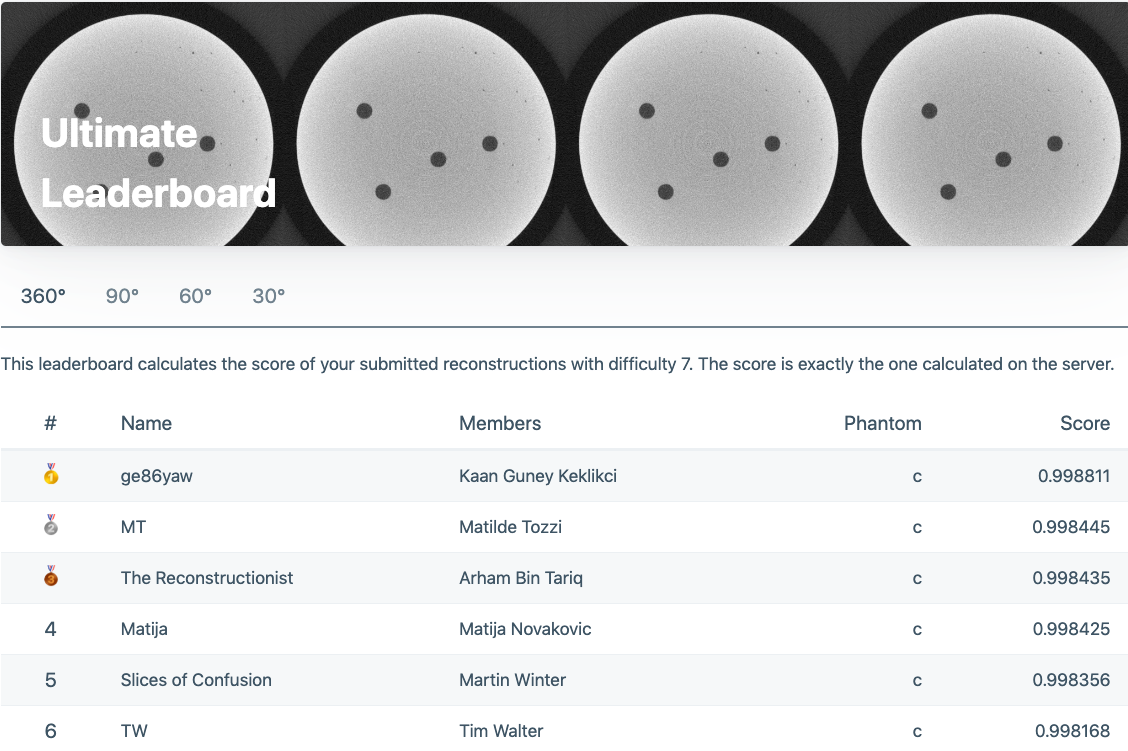 Ultimate
Leaderboard
360° 90° 60° 30°
This leaderboard calculates the score of your submitted reconstructions with difficulty 7. The score is exactly the one calculated on the server.
# Name Members Phantom Score
1 ge86yaw Kaan Guney Keklikci c 0.998811
2 MT Matilde Tozzi c 0.998445
3 The Reconstructionist Arham Bin Tariq c 0.998435
4 Matija Matija Novakovic c 0.998425
5 Slices of Confusion Martin Winter c 0.998356
6 TW Tim Walter c 0.998168